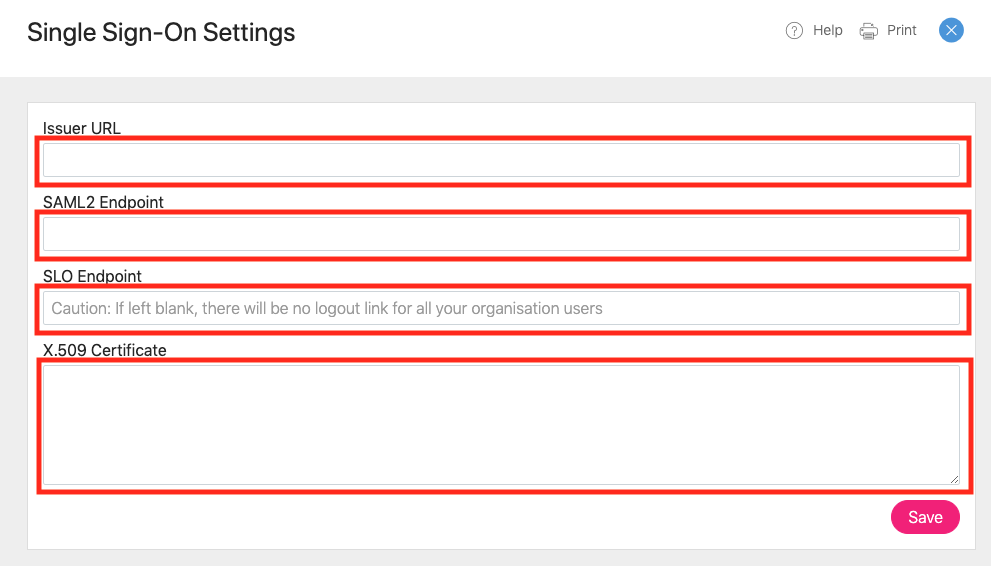 Single Sign-On Settings
? Help Print
Issuer URL
SAML2 Endpoint
SLO Endpoint
Caution: If left blank, there will be no logout link for all your organisation users
X.509 Certificate
Save